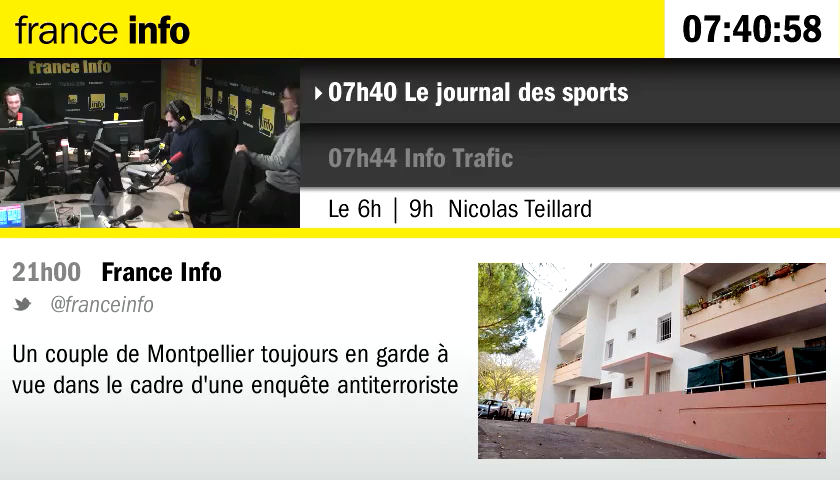 france info
07:40:58
France Info
07h40 Le journal des sports
07h44 Info Trafic
Le 6h | 9h Nicolas Teillard
21h00 France Info
@franceinfo
Un couple de Montpellier toujours en garde à
vue dans le cadre d'une enquête antiterroriste